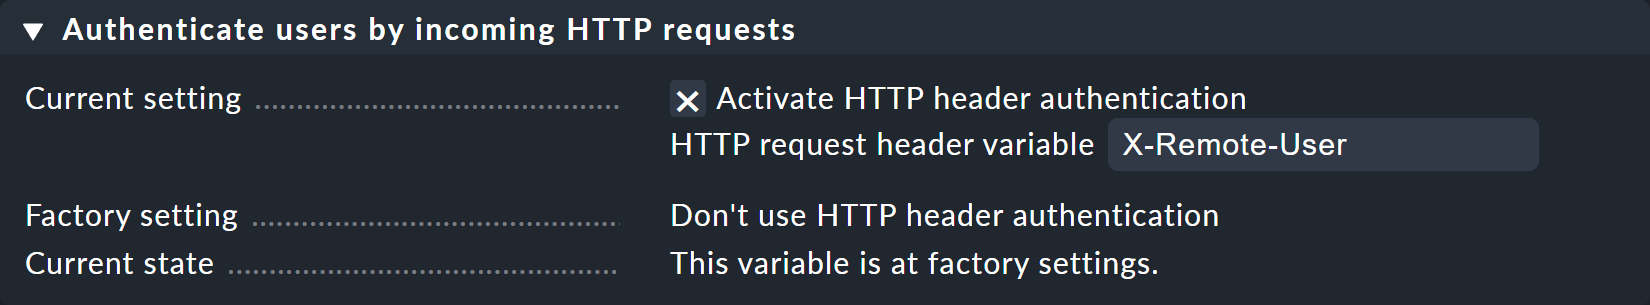 Authenticate users by incoming HTTP requests
Current setting Activate HTTP header authentication
HTTP request header variable X-Remote-User
Factory setting Don't use HTTP header authentication
Current state This variable is at factory settings.